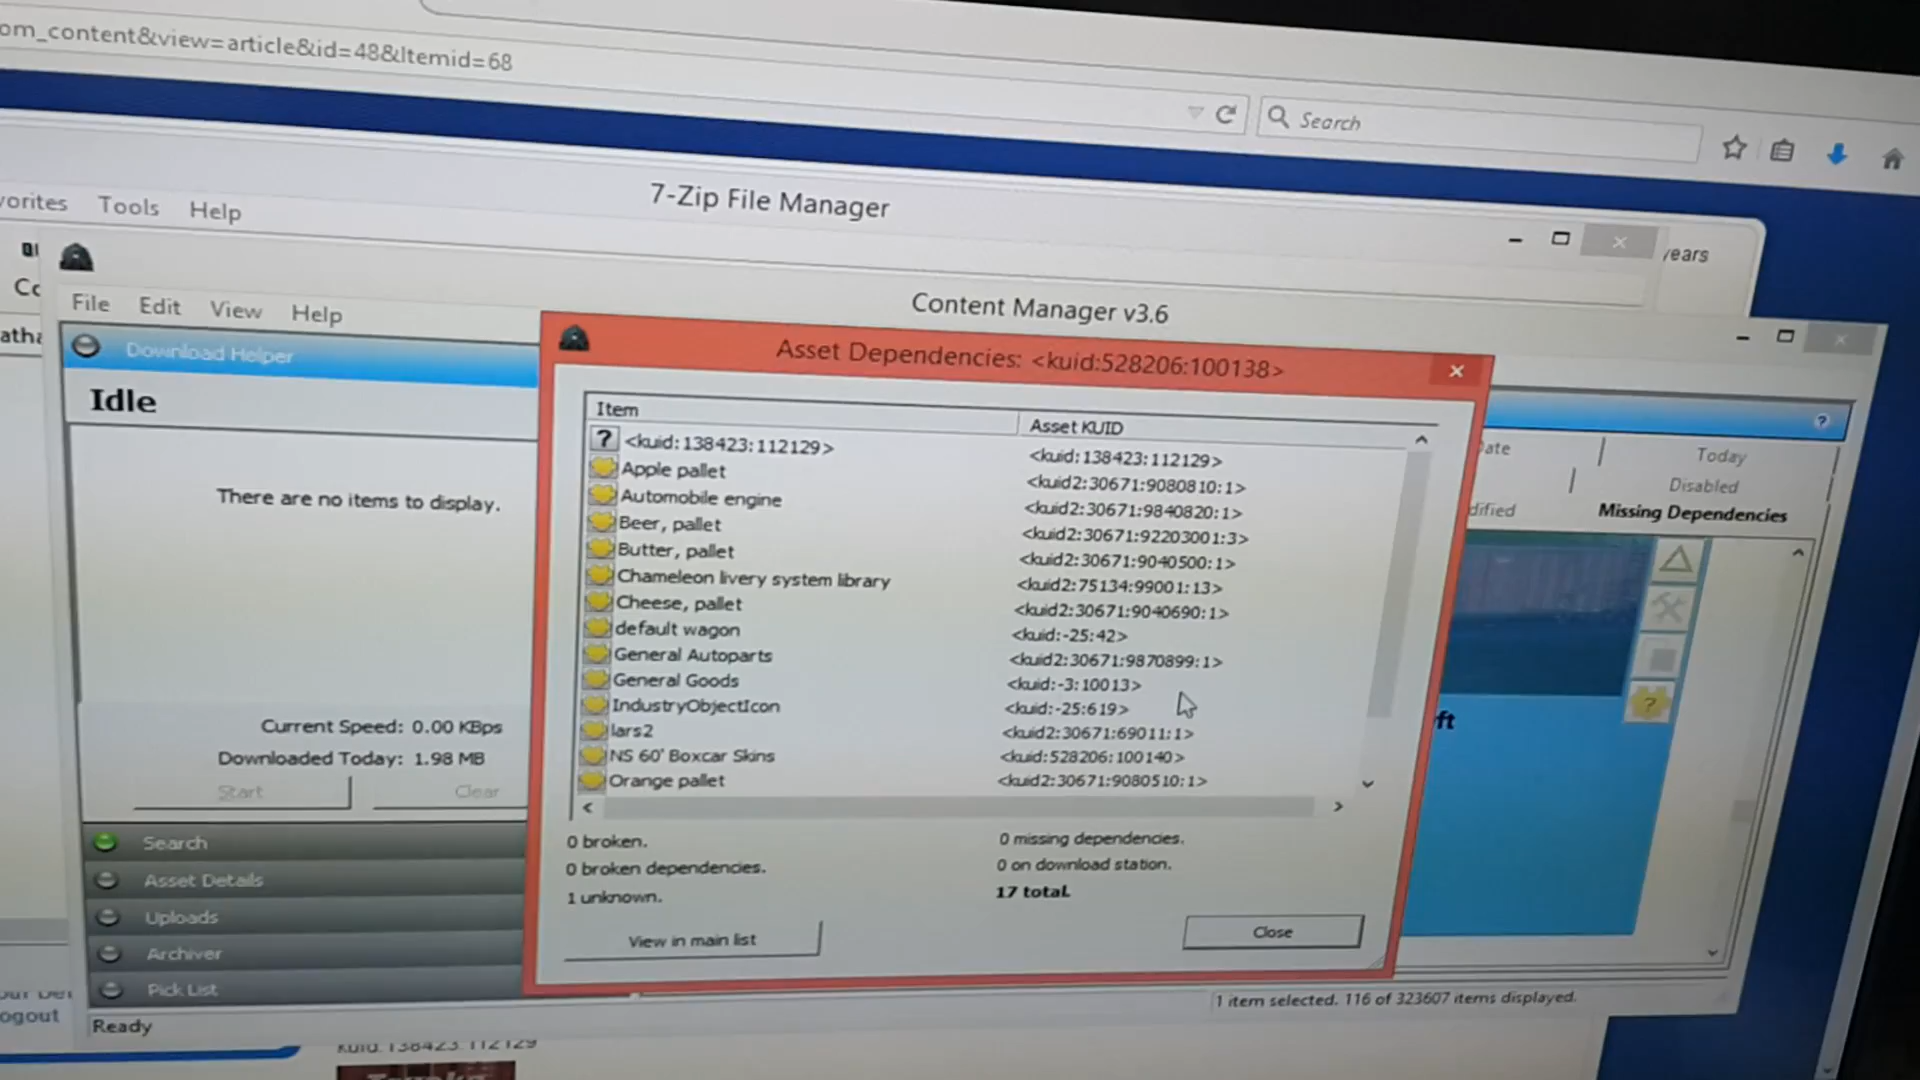 om_content&view=article&id=48&Itemid=68
Search
7-Zip File Manager
Tools Help
years
File Edit View Help
Content Manager v3.6
Download Helper
Idle
There are no items to display.
Current Speed: 0.00 KBps
Downloaded Today: 1.98 MB
Start Clear
Search
Asset Details
Uploads
Archiver
Pick List
Ready
Asset Dependencies: <kuid:528206:100138>
Item Asset KUID
? <kuid:138423:112129> <kuid:138423:112129>
Apple pallet <kuid2:30671:9080810:1>
Automobile engine <kuid2:30671:9840820:1>
Beer, pallet <kuid2:30671:92203001:3>
Butter, pallet <kuid2:30671:9040500:1>
Chameleon livery system library <kuid2:75134:99001:13>
Cheese, pallet <kuid2:30671:9040690:1>
default wagon <kuid:-25:42>
General Autoparts <kuid2:30671:9870899:1>
General Goods <kuid:-3:10013>
IndustryObjectIcon <kuid:-25:619>
lars2 <kuid2:30671:69011:1>
NS 60' Boxcar Skins <kuid:528206:100140>
Orange pallet <kuid2:30671:9080510:1>
0 broken. 0 missing dependencies.
0 broken dependencies. 0 on download station.
1 unknown. 17 total.
View in main list Close
Today
Disabled
Missing Dependencies
1 item selected. 116 of 323607 items displayed.
ogout
kuid:138423:112129